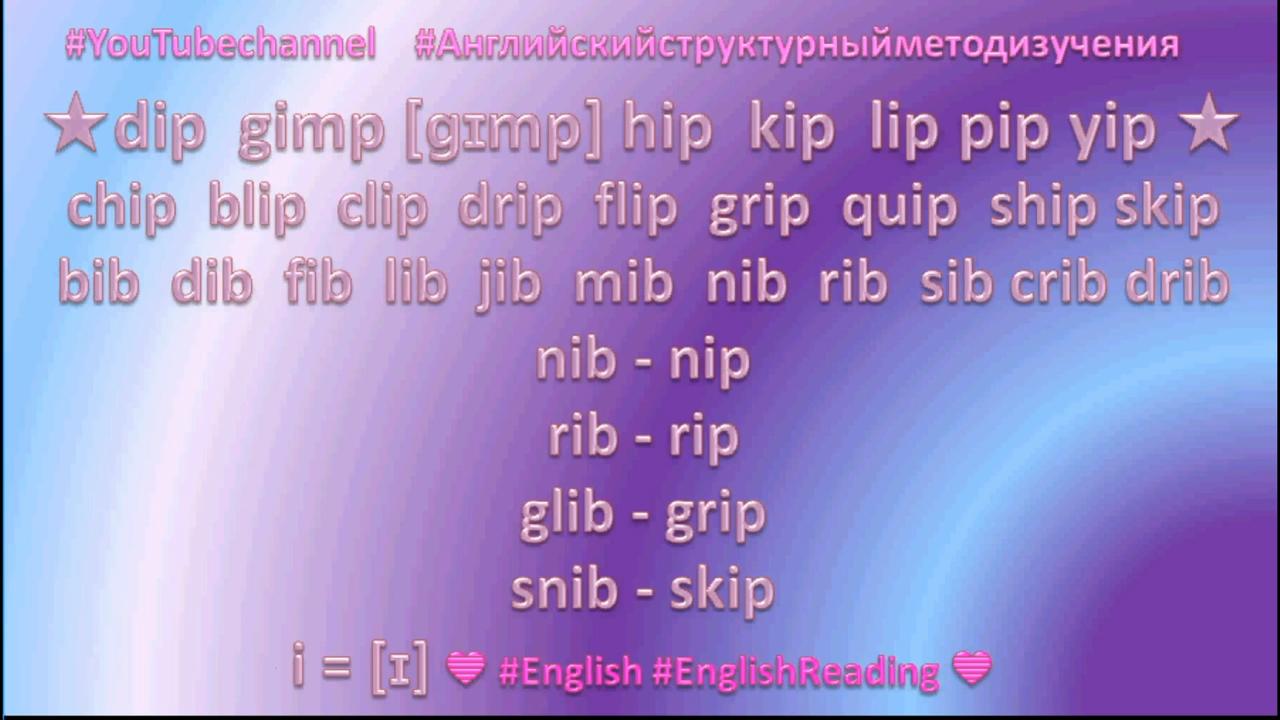 #YouTubechannel #Английскийструктурныйметодизучения
★dip gimp [gɪmp] hip kip lip pip yip ★
chip blip clip drip flip grip quip ship skip
bib dib fib lib jib mib nib rib sib crib drib
nib - nip
rib - rip
glib - grip
snib - skip
i = [ɪ] ♥ #English #EnglishReading ♥